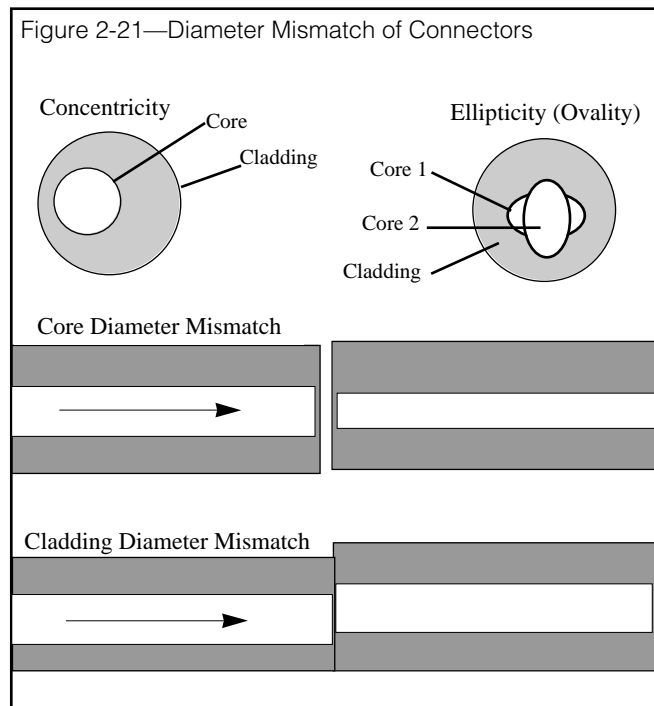 Figure 2-21—Diameter Mismatch of Connectors
Concentricity
Core
Cladding
Ellipticity (Ovality)
Core 1
Core 2
Cladding
Core Diameter Mismatch
Cladding Diameter Mismatch